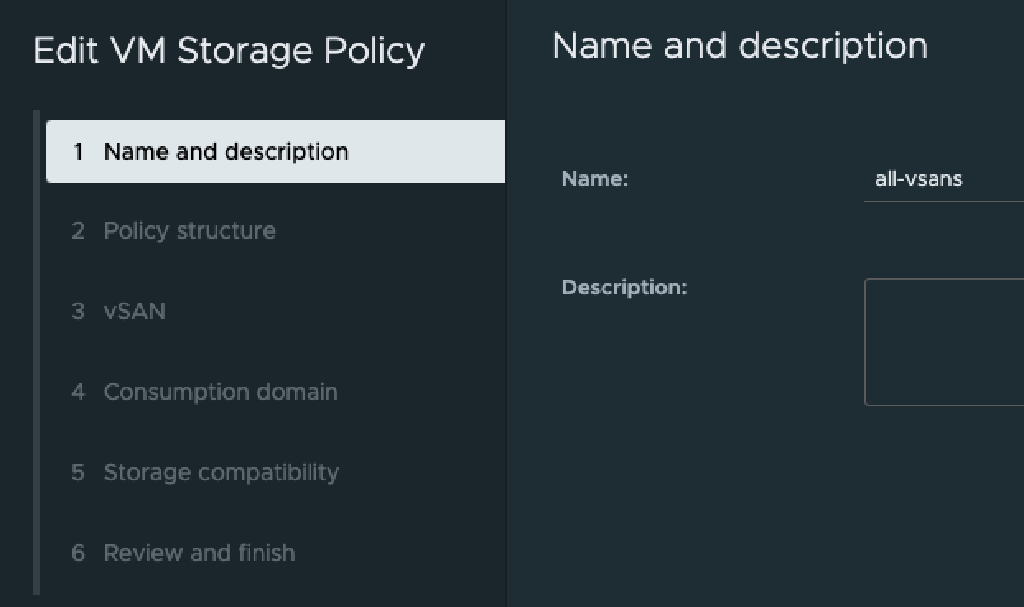 Edit VM Storage Policy
1 Name and description
2 Policy structure
3 vSAN
4 Consumption domain
5 Storage compatibility
6 Review and finish
Name and description
Name: all-vsans
Description: